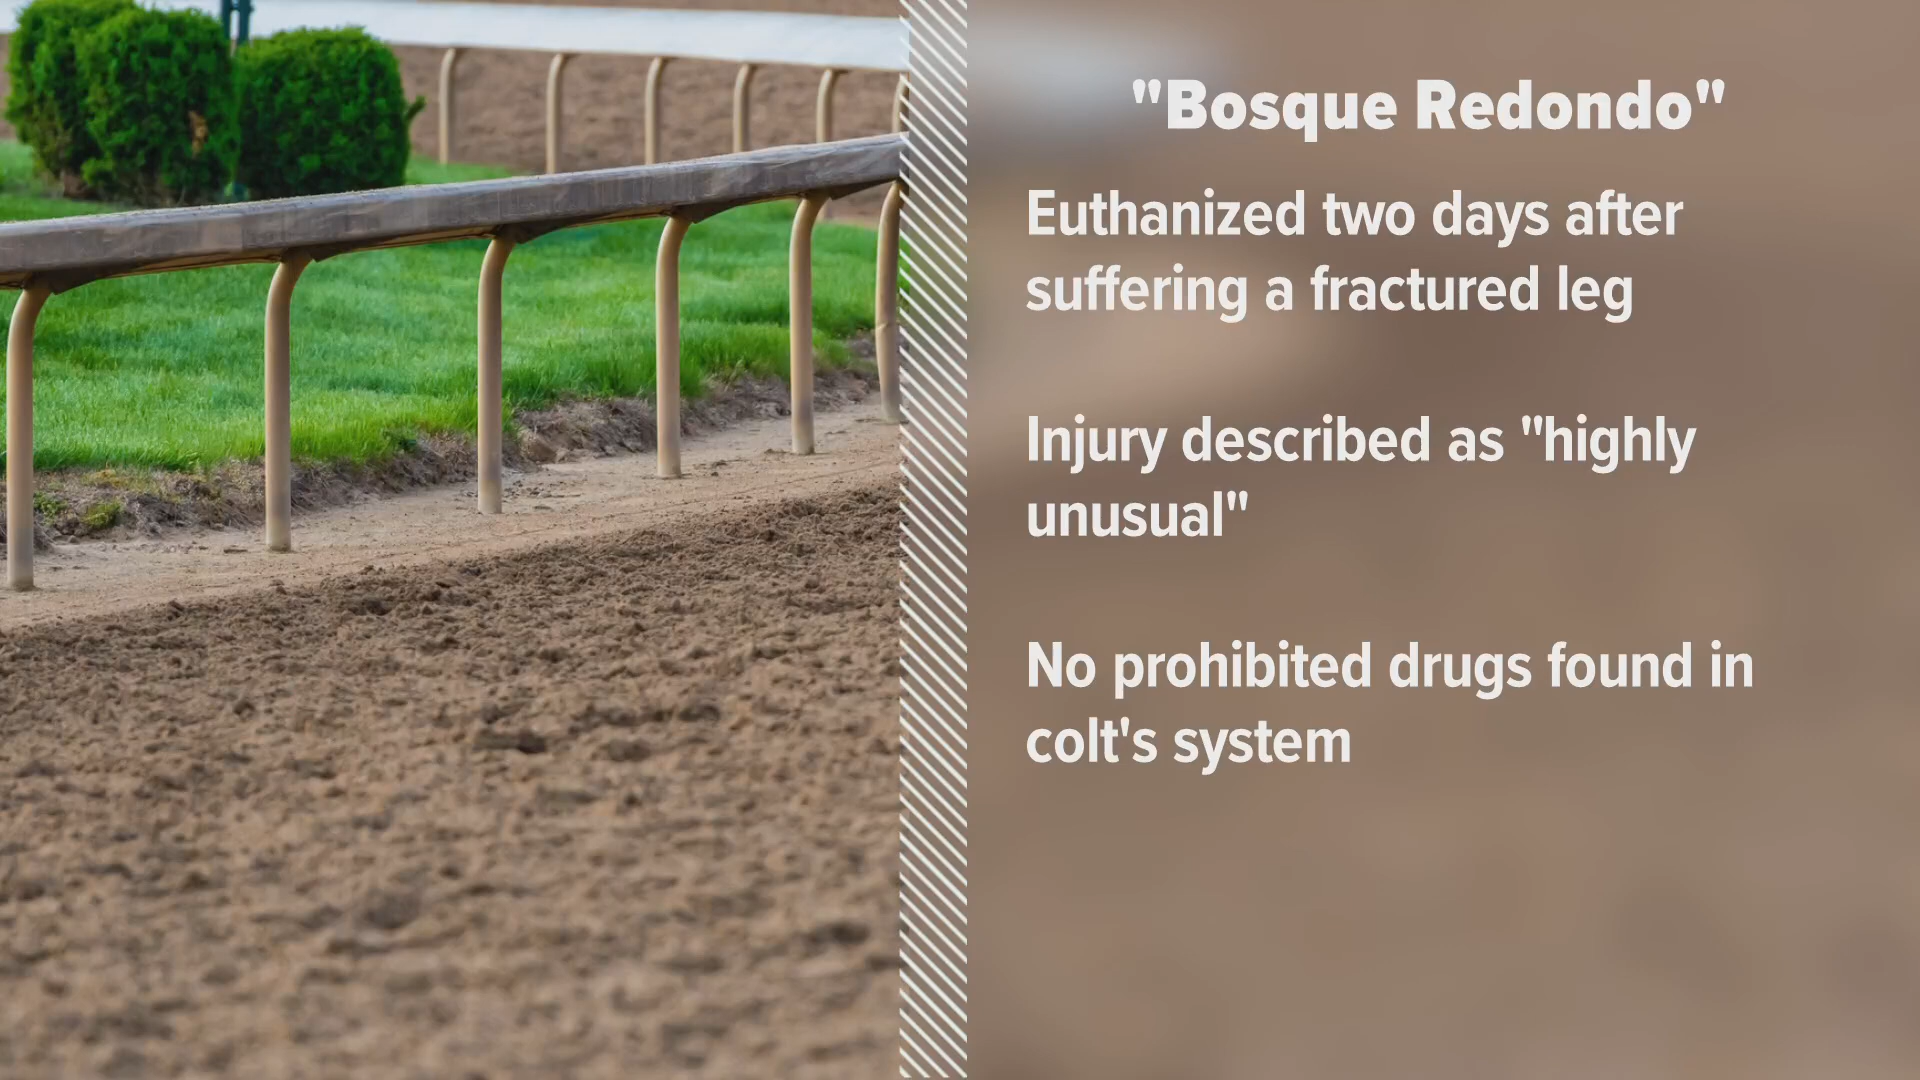 "Bosque Redondo"
Euthanized two days after
suffering a fractured leg
Injury described as "highly
unusual"
No prohibited drugs found in
colt's system